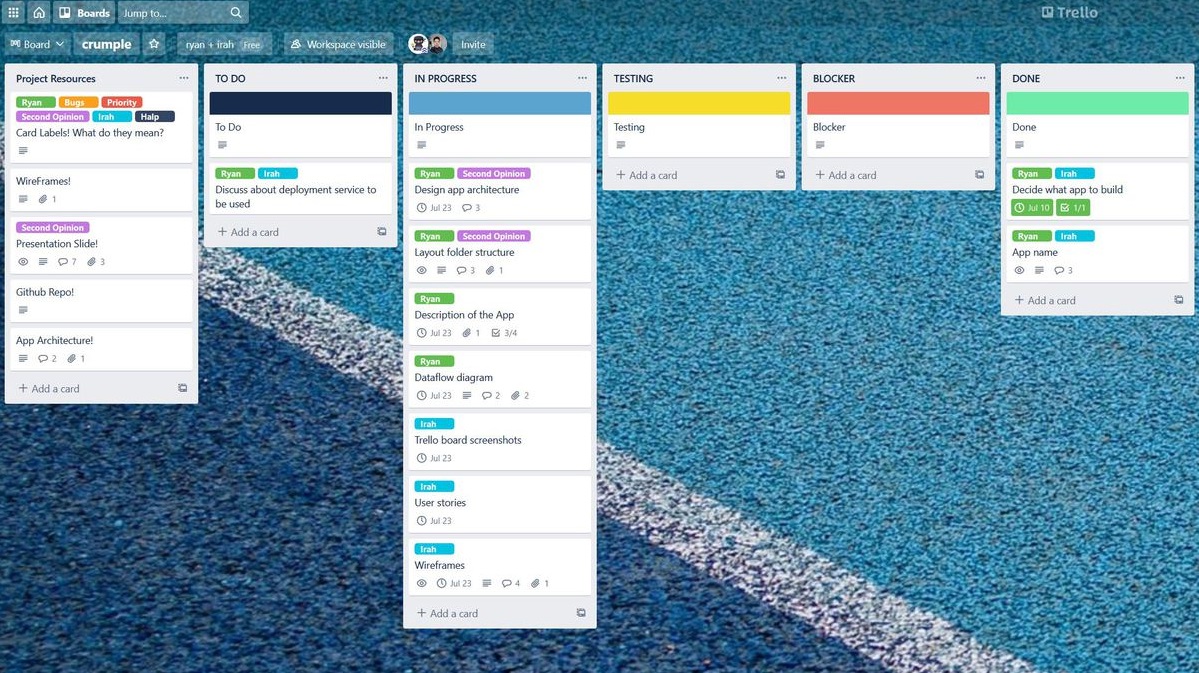 Boards
Jump to...
Trello
Board
crumple
ryan + irah Free
Workspace visible
Invite
Project Resources
Ryan Bugs Priority
Second Opinion Irah Halp
Card Labels! What do they mean?
WireFrames!
1
Second Opinion
Presentation Slide!
7 3
Github Repo!
App Architecture!
2 1
+ Add a card
TO DO
To Do
Ryan Irah
Discuss about deployment service to
be used
+ Add a card
IN PROGRESS
In Progress
Ryan Second Opinion
Design app architecture
Jul 23 3
Ryan Second Opinion
Layout folder structure
3 1
Ryan
Description of the App
Jul 23 1 3/4
Ryan
Dataflow diagram
Jul 23 2 2
Irah
Trello board screenshots
Jul 23
Irah
User stories
Jul 23
Irah
Wireframes
Jul 23 4 1
+ Add a card
TESTING
Testing
+ Add a card
BLOCKER
Blocker
+ Add a card
DONE
Done
Ryan Irah
Decide what app to build
Jul 10 1/1
Ryan Irah
App name
3
+ Add a card